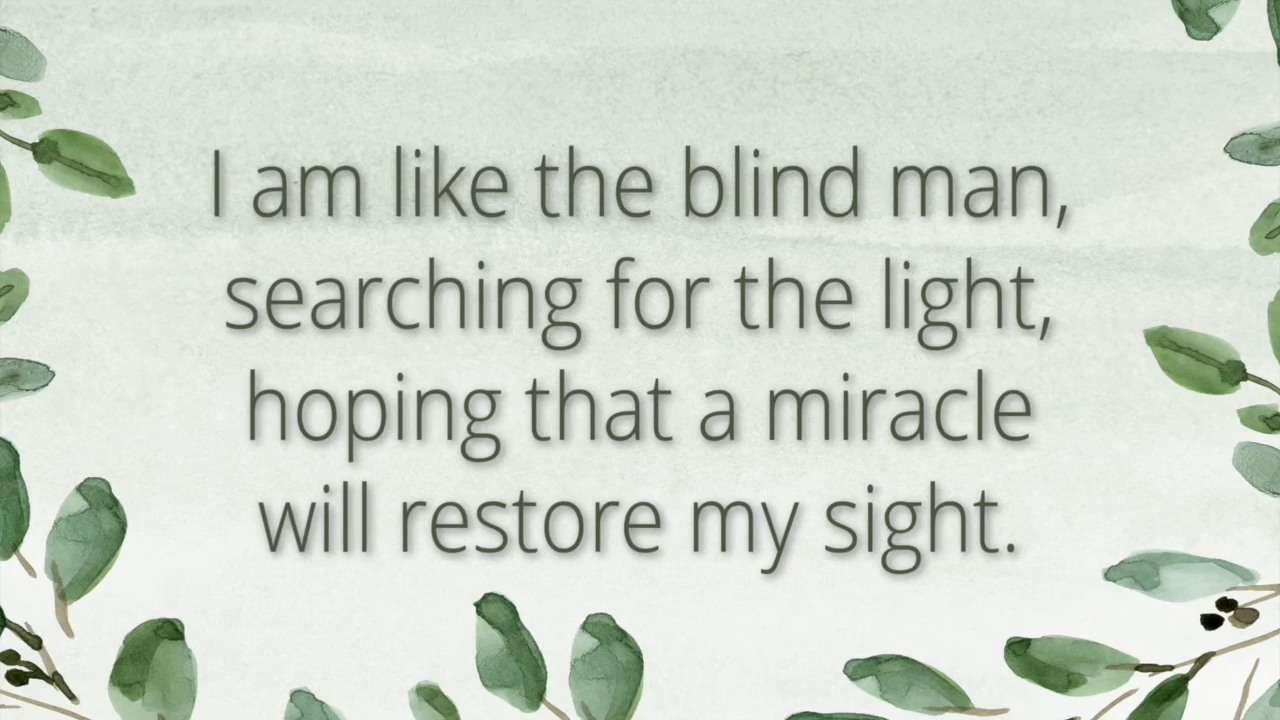 I am like the blind man,
searching for the light,
hoping that a miracle
will restore my sight.